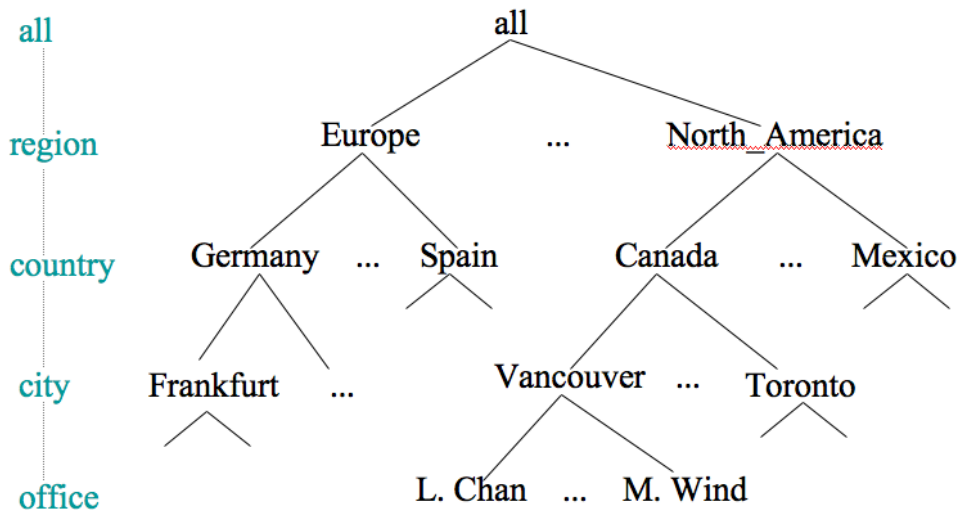 all all
region Europe ... North_America
country Germany ... Spain Canada ... Mexico
city Frankfurt ... Vancouver ... Toronto
office L. Chan ... M. Wind